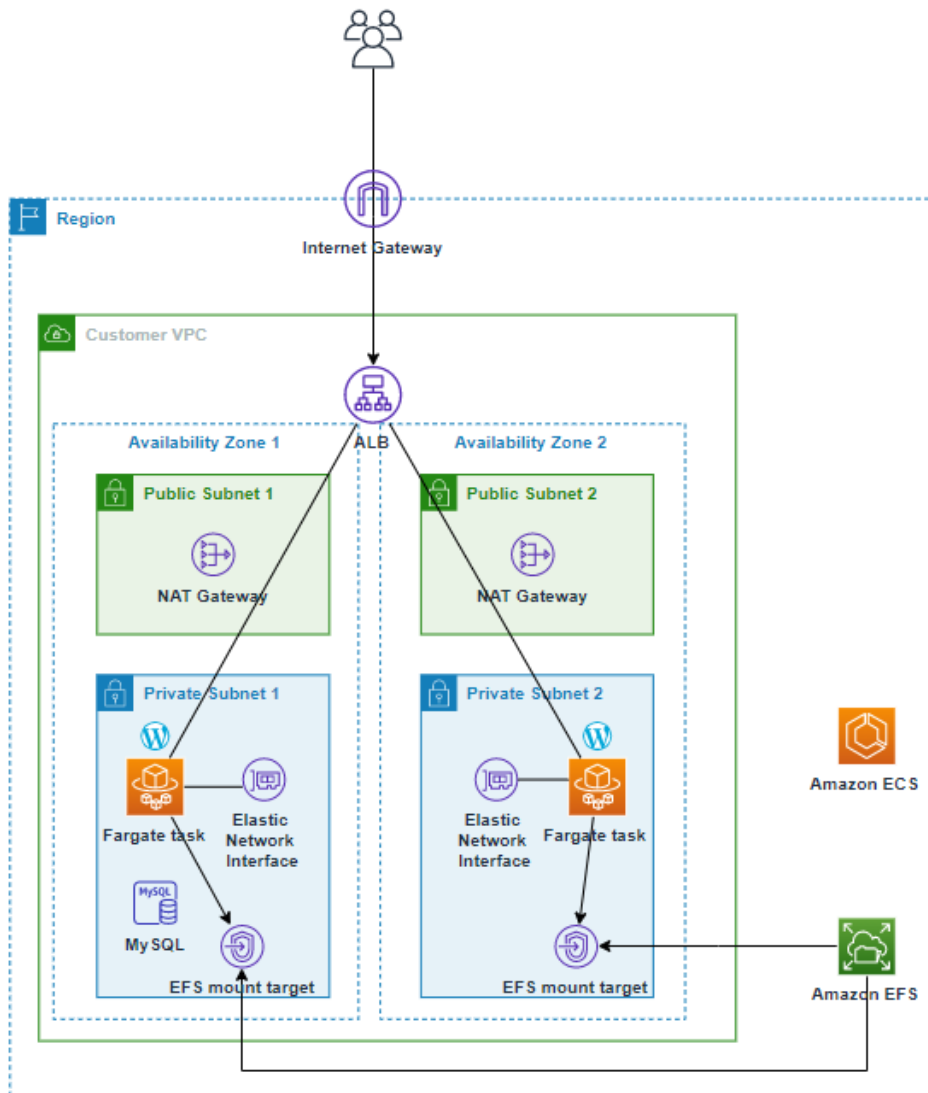 Region
Internet Gateway
Customer VPC
ALB
Availability Zone 1
Availability Zone 2
Public Subnet 1
Public Subnet 2
NAT Gateway
NAT Gateway
Private Subnet 1
Private Subnet 2
Fargate task
Elastic
Network
Interface
Elastic
Network
Interface
Fargate task
Amazon ECS
MySQL
MySQL
EFS mount target
EFS mount target
Amazon EFS